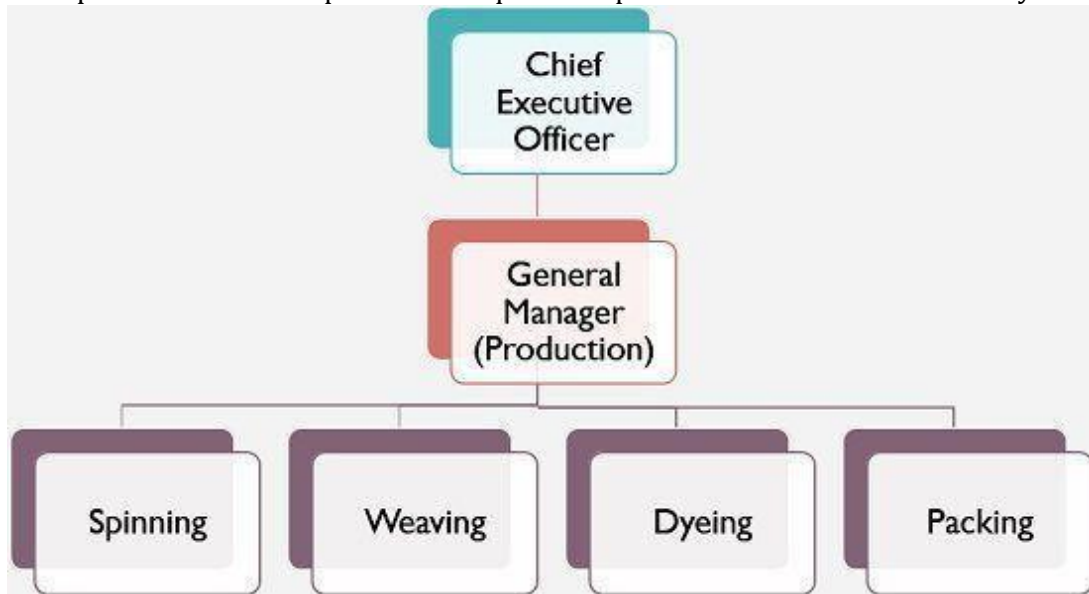 Chief
Executive
Officer
General
Manager
(Production)
Spinning
Weaving
Dyeing
Packing